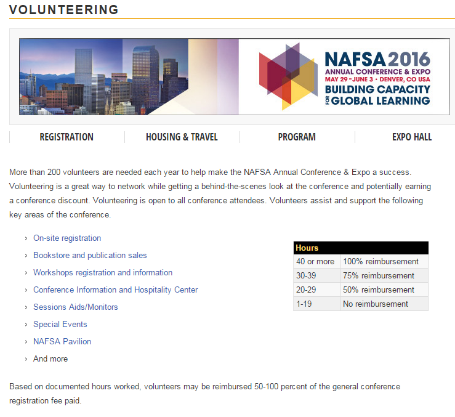 VOLUNTEERING
NAFSA 2016
ANNUAL CONFERENCE & EXPO
MAY 29–JUNE 3 • DENVER, CO USA
BUILDING CAPACITY
FOR GLOBAL LEARNING
REGISTRATION
HOUSING & TRAVEL
PROGRAM
EXPO HALL
More than 200 volunteers are needed each year to help make the NAFSA Annual Conference & Expo a success.
Volunteering is a great way to network while getting a behind-the-scenes look at the conference and potentially earning
a conference discount. Volunteering is open to all conference attendees. Volunteers assist and support the following
key areas of the conference.
› On-site registration
› Bookstore and publication sales
› Workshops registration and information
› Conference Information and Hospitality Center
› Sessions Aids/Monitors
› Special Events
› NAFSA Pavilion
› And more
Hours
40 or more 100% reimbursement
30-39 75% reimbursement
20-29 50% reimbursement
1-19 No reimbursement
Based on documented hours worked, volunteers may be reimbursed 50-100 percent of the general conference
registration fee paid.